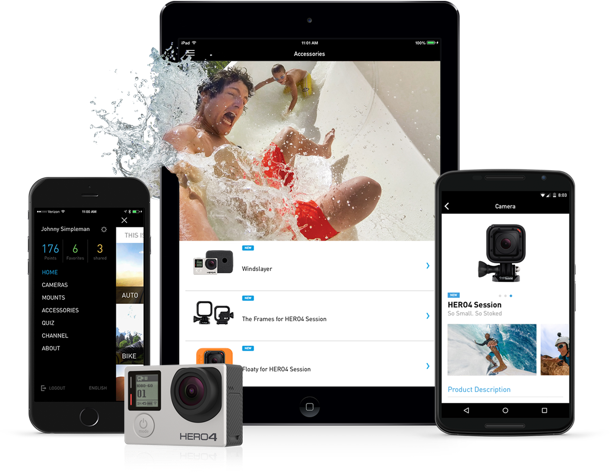 iPad
11:01 AM
100%
Accessories
NEW
Windslayer
NEW
The Frames for HERO4 Session
NEW
Floaty for HERO4 Session
Verizon
11:00 AM
Johnny Simpleman
176
6
3
Points
Favorites
shared
HOME
CAMERAS
MOUNTS
ACCESSORIES
QUIZ
CHANNEL
ABOUT
LOGOUT
ENGLISH
THIS I
AUTO
BIKE
01
HERO4
8:03
Camera
NEW
HERO4 Session
So Small. So Stoked
Product Description